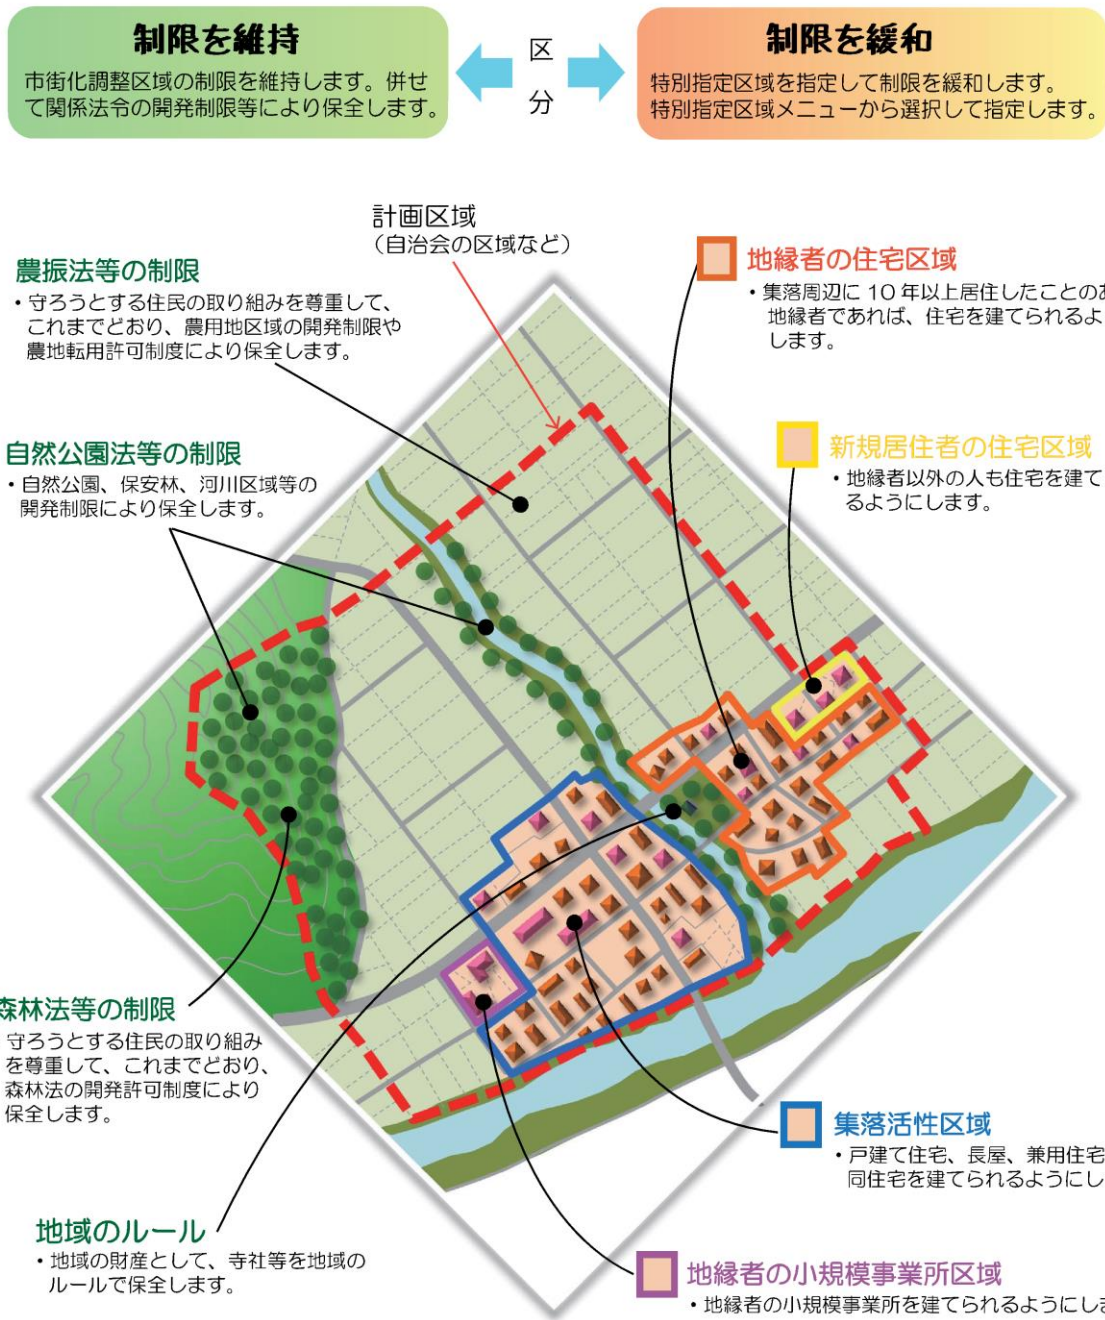 制限を維持
市街化調整区域の制限を維持します。併せ
て関係法令の開発制限等により保全します。
区
分
制限を緩和
特別指定区域を指定して制限を緩和します。
特別指定区域メニューから選択して指定します。
計画区域
（自治会の区域など）
農振法等の制限
・守ろうとする住民の取り組みを尊重して、
これまでどおり、農用地区域の開発制限や
農地転用許可制度により保全します。
地縁者の住宅区域
・集落周辺に 10 年以上居住したことのあ
地縁者であれば、住宅を建てられるよ
します。
自然公園法等の制限
・自然公園、保安林、河川区域等の
開発制限により保全します。
新規居住者の住宅区域
・地縁者以外の人も住宅を建て
るようにします。
森林法等の制限
守ろうとする住民の取り組み
を尊重して、これまでどおり、
森林法の開発許可制度により
保全します。
集落活性区域
・戸建て住宅、長屋、兼用住宅
同住宅を建てられるようにし
地域のルール
・地域の財産として、寺社等を地域の
ルールで保全します。
地縁者の小規模事業所区域
・地縁者の小規模事業所を建てられるようにしま